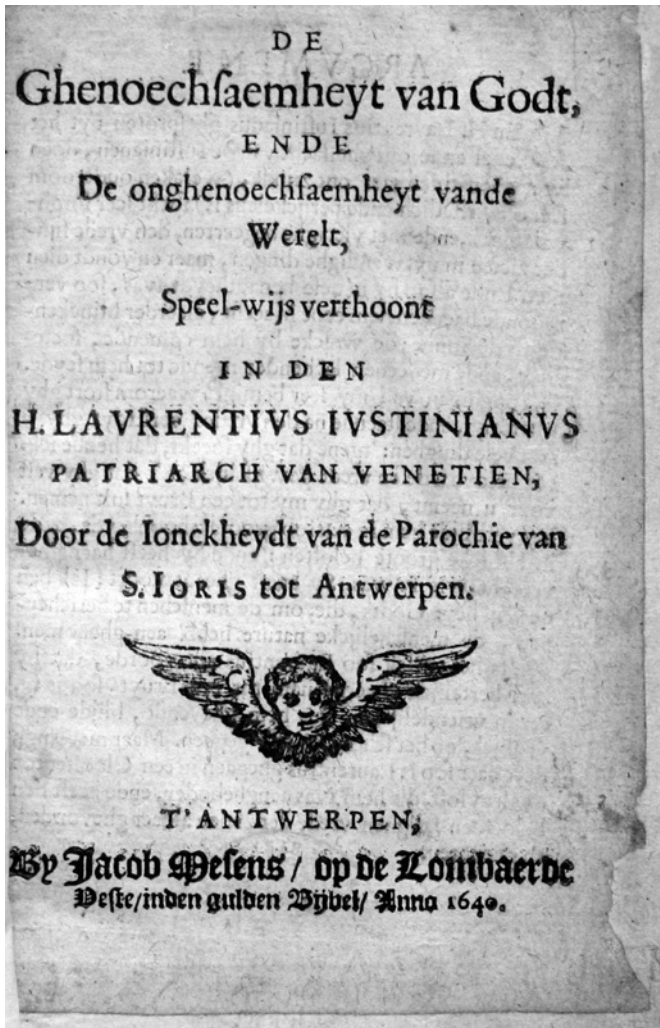 DE
Ghenoechſaemheyt van Godt,
ENDE
De onghenoechſaemheyt vande
Werelt,
Speel-wijs verthoont
IN DEN
H. LAVRENTIVS IVSTINIANVS
PATRIARCH VAN VENETIEN,
Door de Ionckheydt van de Parochie van
S. IORIS tot Antwerpen.
T'ANTWERPEN,
By Jacob Meſens / op de Lombaerde
Veſte/inden gulden Bybel/ Anno 1640.